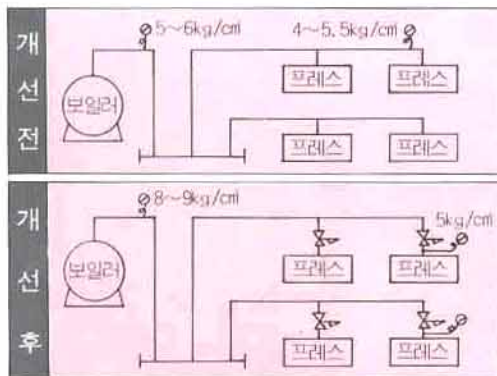 개선전
5~6kg/㎠
4~5.5kg/㎠
보일러
프레스 프레스
프레스 프레스
개선후
8~9kg/㎠
5kg/㎠
보일러
프레스 프레스
프레스 프레스